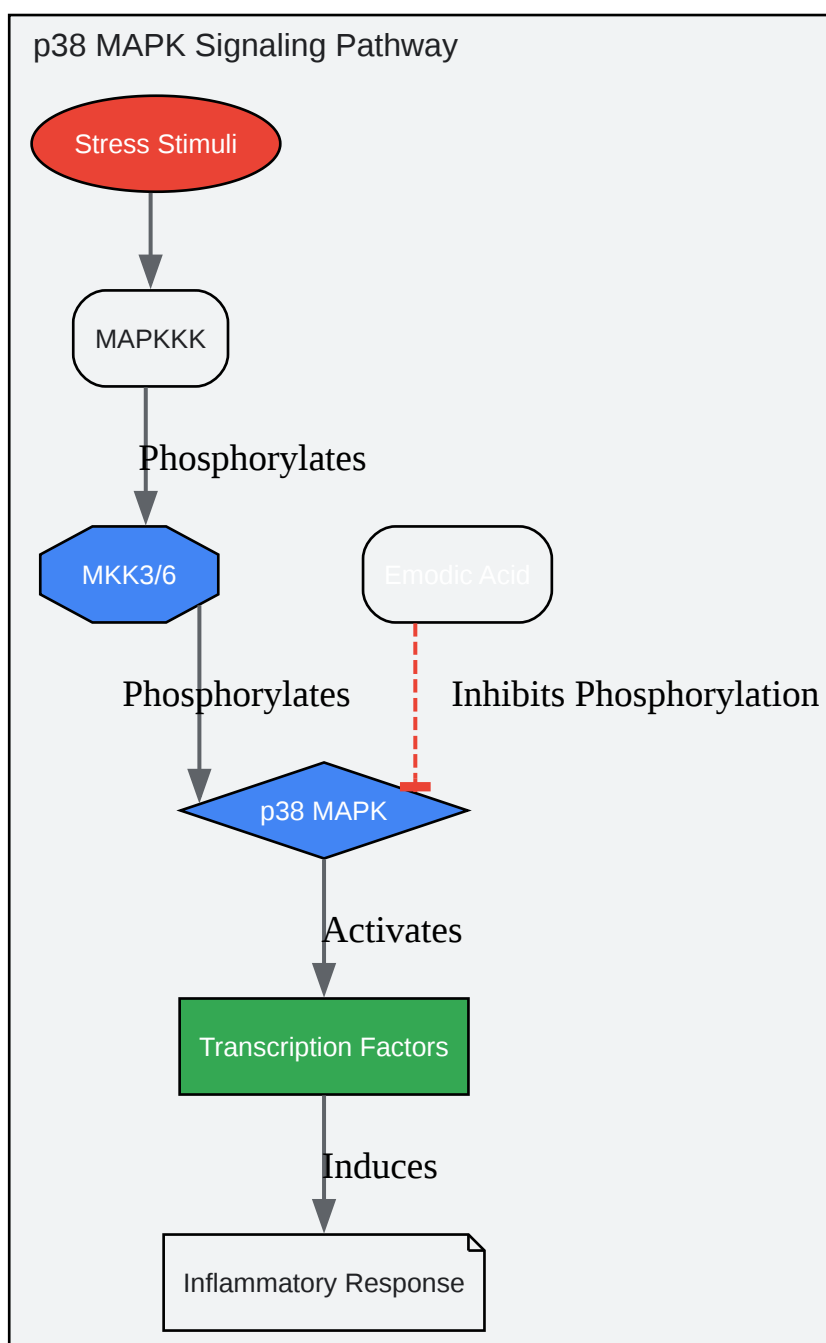 p38 MAPK Signaling Pathway
Stress Stimuli
MAPKKK
Phosphorylates
MKK3/6
Emodic Acid
Phosphorylates
Inhibits Phosphorylation
p38 MAPK
Activates
Transcription Factors
Induces
Inflammatory Response